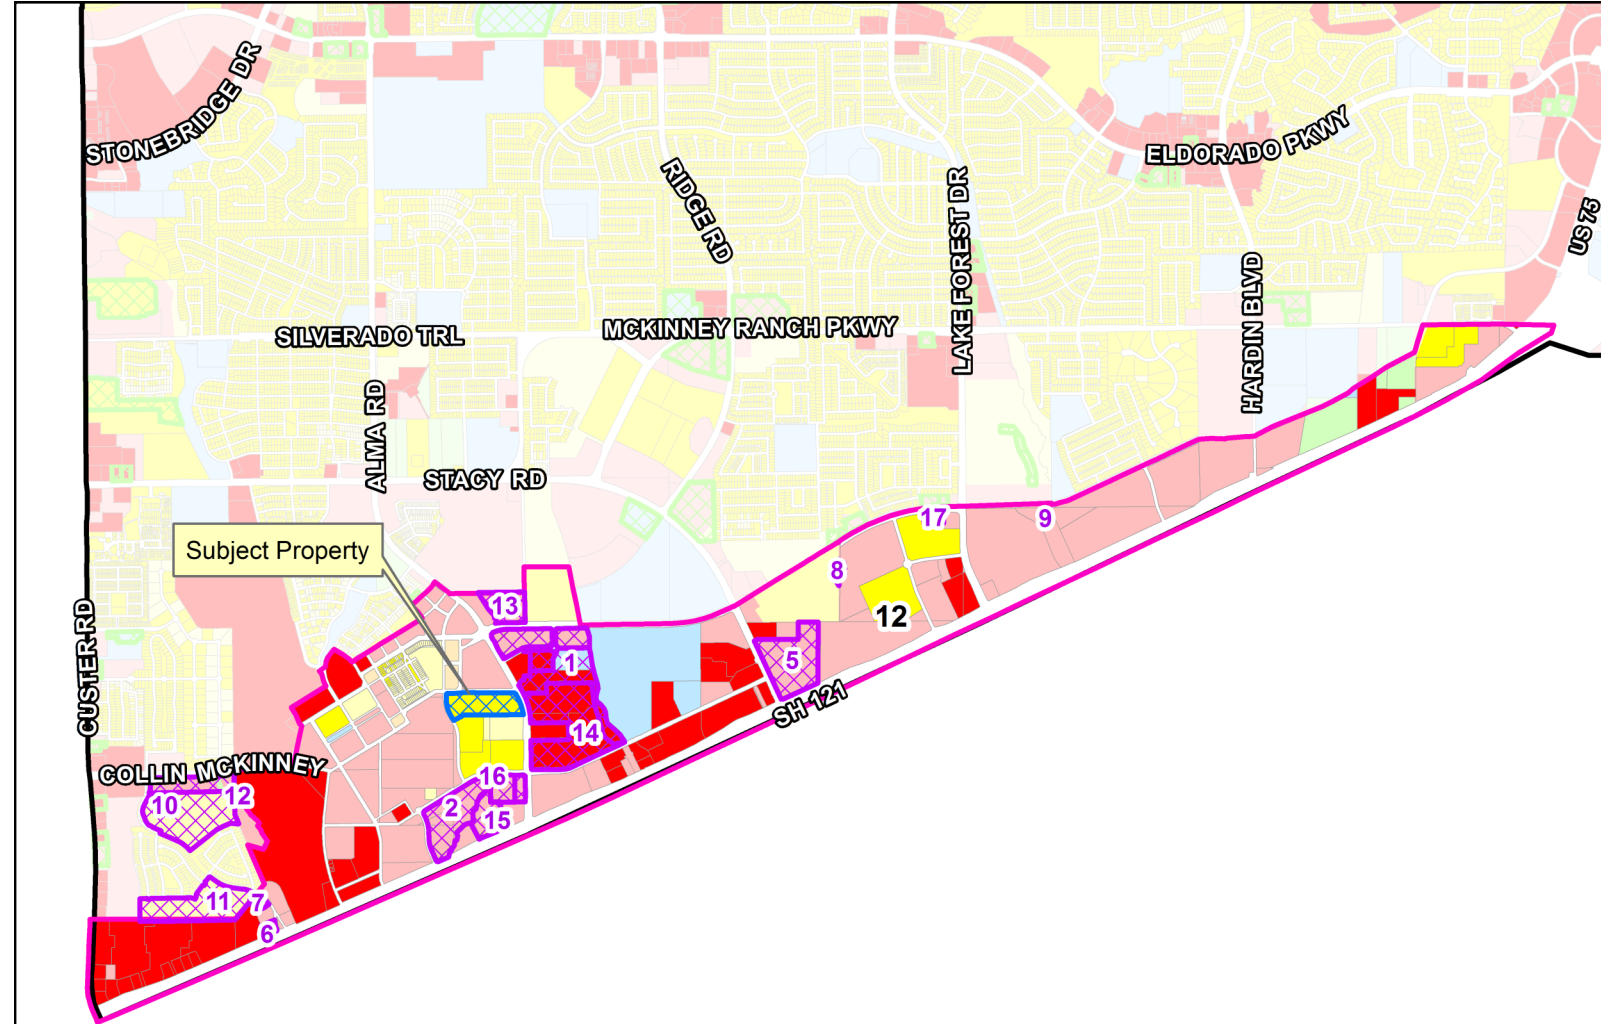 STONEBRIDGE DR
ELDORADO PKWY
RIDGE RD
LAKE FOREST DR
US 75
HARDIN BLVD
SILVERADO TRL
MCKINNEY RANCH PKWY
ALMA RD
STACY RD
17
9
Subject Property
8
13
12
CUSTER RD
1
5
SH 121
14
COLLIN MCKINNEY
16
10
12
2
15
11
7
6